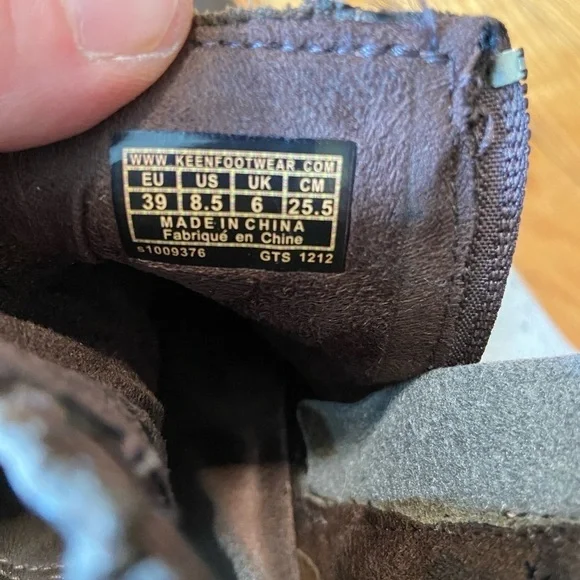 WWW KEENFOOTWEAR COM
EU US UK CM
39 8.5 6 25.5
MADE IN CHINA
Fabriqué en Chine
s1009376 GTS 1212